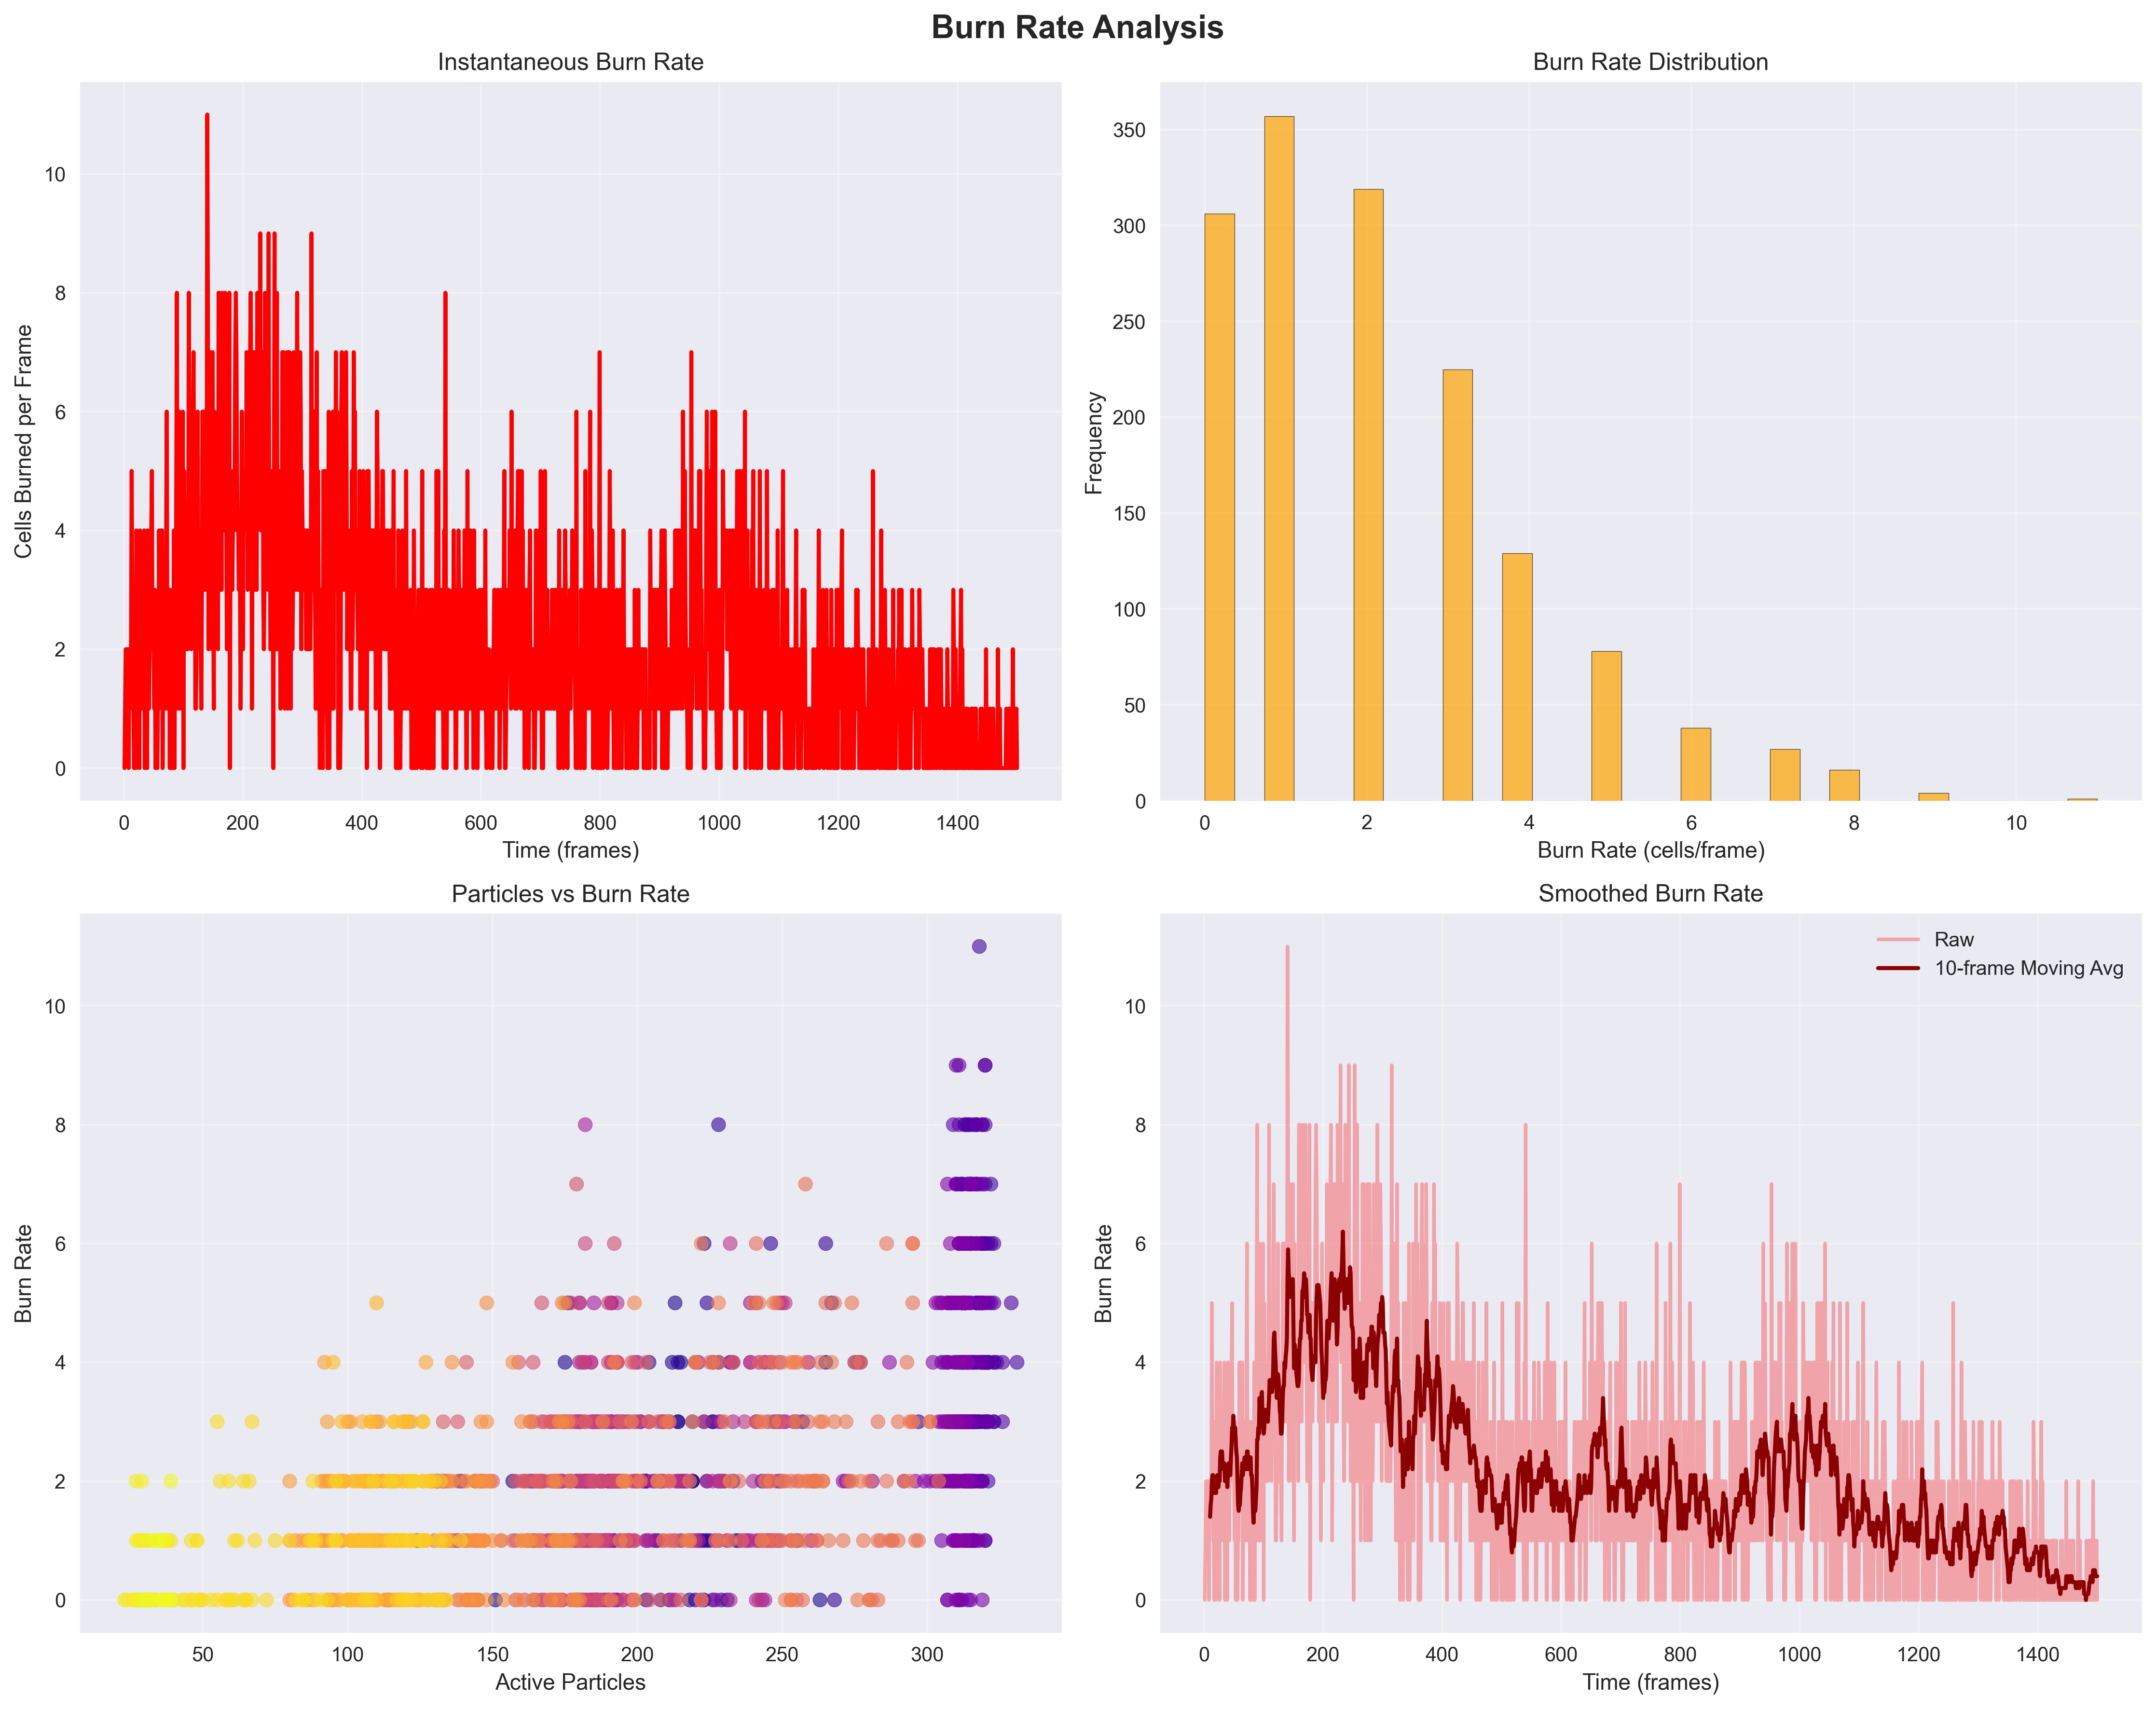 Burn Rate Analysis
Instantaneous Burn Rate
Cells Burned per Frame
10
8
6
4
2
0
0 200 400 600 800 1000 1200 1400
Time (frames)
Burn Rate Distribution
Frequency
350
300
250
200
150
100
50
0
0 2 4 6 8 10
Burn Rate (cells/frame)
Particles vs Burn Rate
Burn Rate
10
8
6
4
2
0
50 100 150 200 250 300
Active Particles
Smoothed Burn Rate
Raw
10-frame Moving Avg
Burn Rate
10
8
6
4
2
0
0 200 400 600 800 1000 1200 1400
Time (frames)